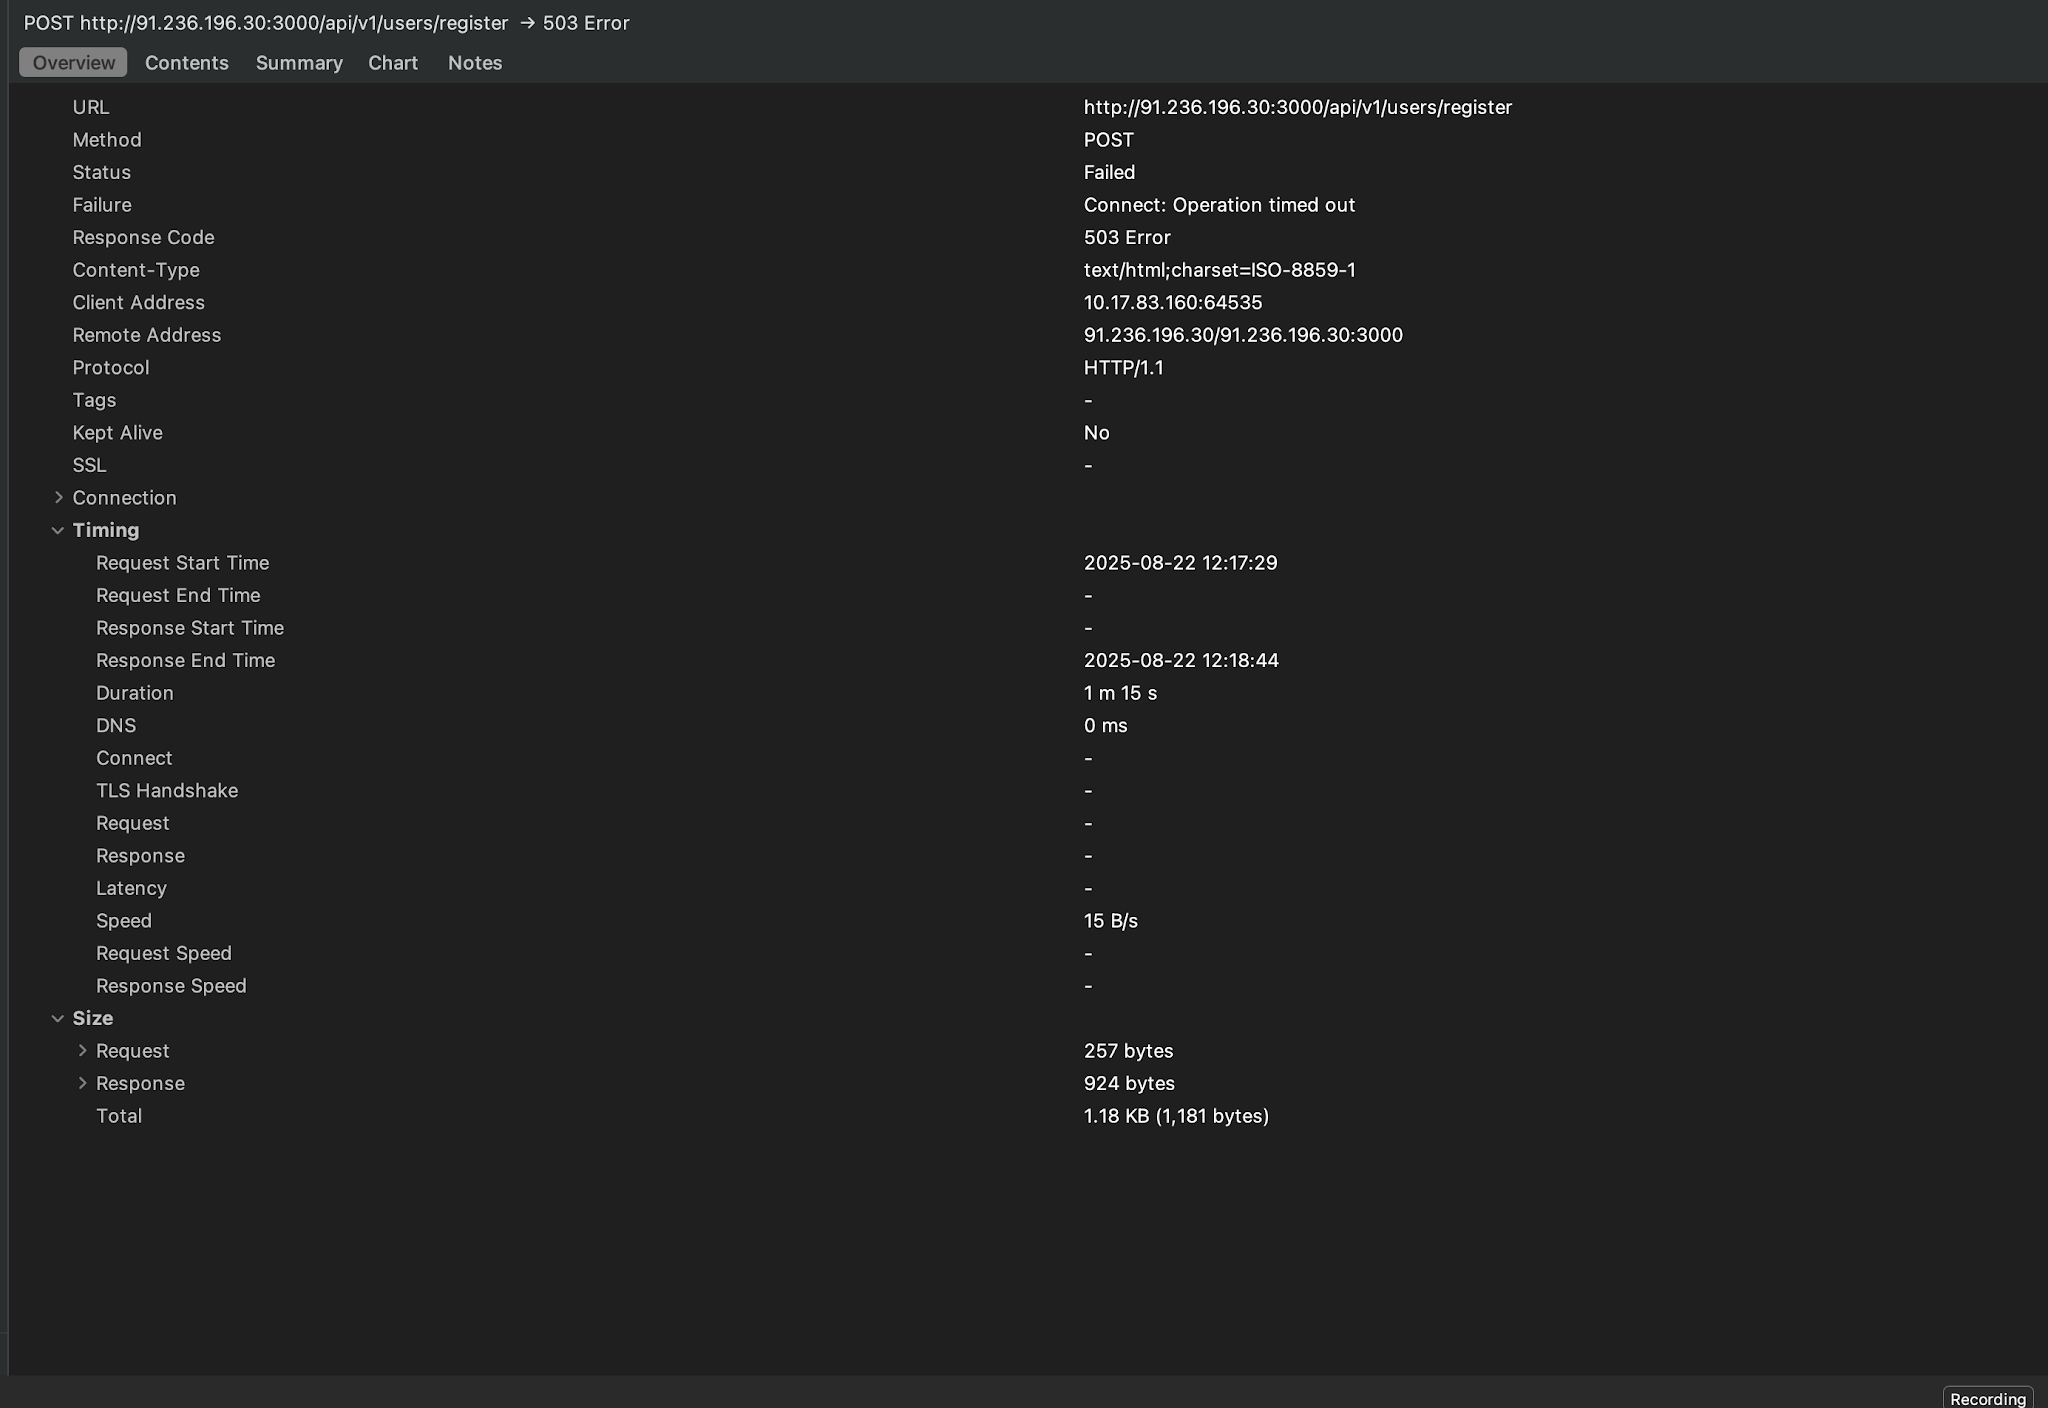 POST http://91.236.196.30:3000/api/v1/users/register → 503 Error
Overview Contents Summary Chart Notes
URL http://91.236.196.30:3000/api/v1/users/register
Method POST
Status Failed
Failure Connect: Operation timed out
Response Code 503 Error
Content-Type text/html;charset=ISO-8859-1
Client Address 10.17.83.160:64535
Remote Address 91.236.196.30/91.236.196.30:3000
Protocol HTTP/1.1
Tags -
Kept Alive No
SSL -
Connection
Timing
Request Start Time 2025-08-22 12:17:29
Request End Time -
Response Start Time -
Response End Time 2025-08-22 12:18:44
Duration 1 m 15 s
DNS 0 ms
Connect -
TLS Handshake -
Request -
Response -
Latency -
Speed 15 B/s
Request Speed -
Response Speed -
Size
Request 257 bytes
Response 924 bytes
Total 1.18 KB (1,181 bytes)
Recording